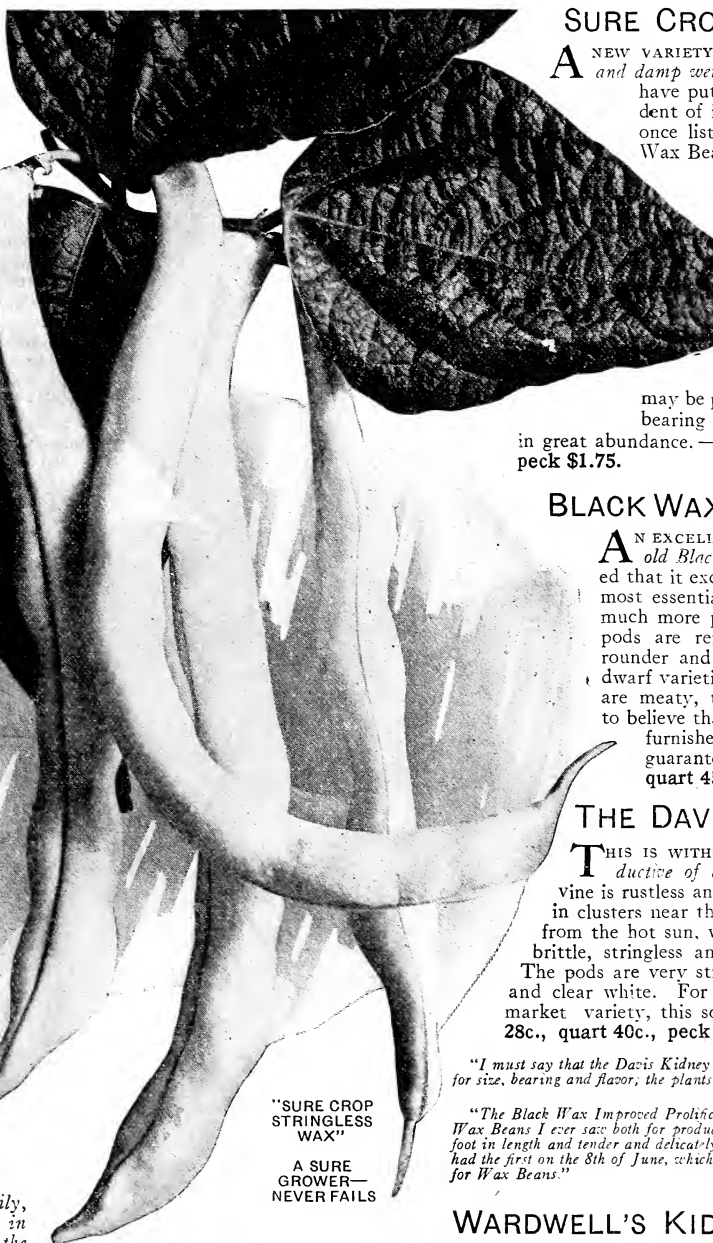 SURE CRO
A NEW VARIETY
and damp we
have put
dent of i
once list
Wax Bea
may be p
bearing
in great abundance.—
peck $1.75.
BLACK WAX
AN EXCELL
old Blac
ed that it exc
most essentia
much more p
pods are re
rounder and
dwarf varieti
are meaty, t
to believe tha
furnishe
guarant
quart 4
THE DAV
THIS IS WITH
ductive of a
vine is rustless an
in clusters near th
from the hot sun, w
brittle, stringless an
The pods are very st
and clear white. For
market variety, this so
28c., quart 40c., peck
"I must say that the Davis Kidney
for size, bearing and flavor; the plants
"The Black Wax Improved Prolific
Wax Beans I ever saw both for produc
foot in length and tender and delicately
had the first on the 8th of June, which
for Wax Beans."
"SURE CROP
STRINGLESS
WAX"
A SURE
GROWER—
NEVER FAILS
ily,
in
the
WARDWELL'S KID